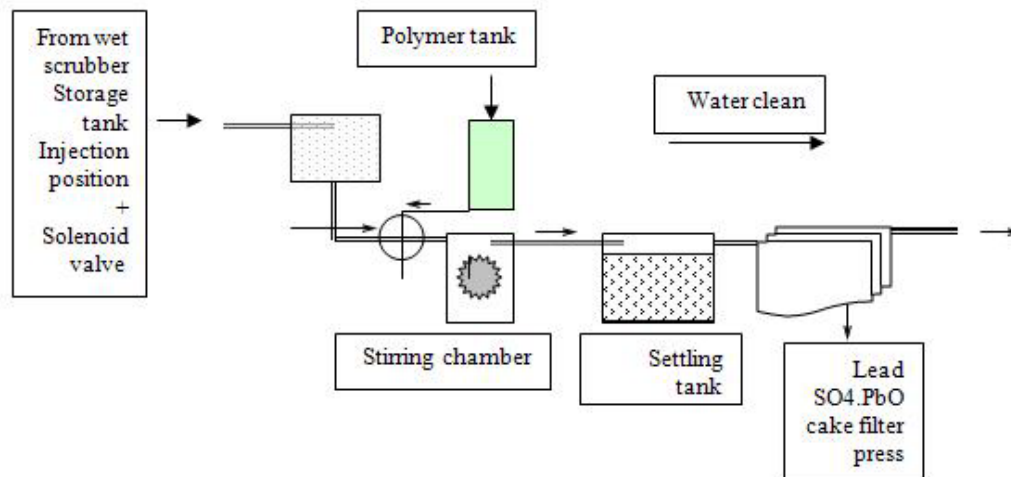 From wet
scrubber
Storage
tank
Injection
position
+
Solenoid
valve
Polymer tank
Water clean
Stirring chamber
Settling
tank
Lead
SO4.PbO
cake filter
press